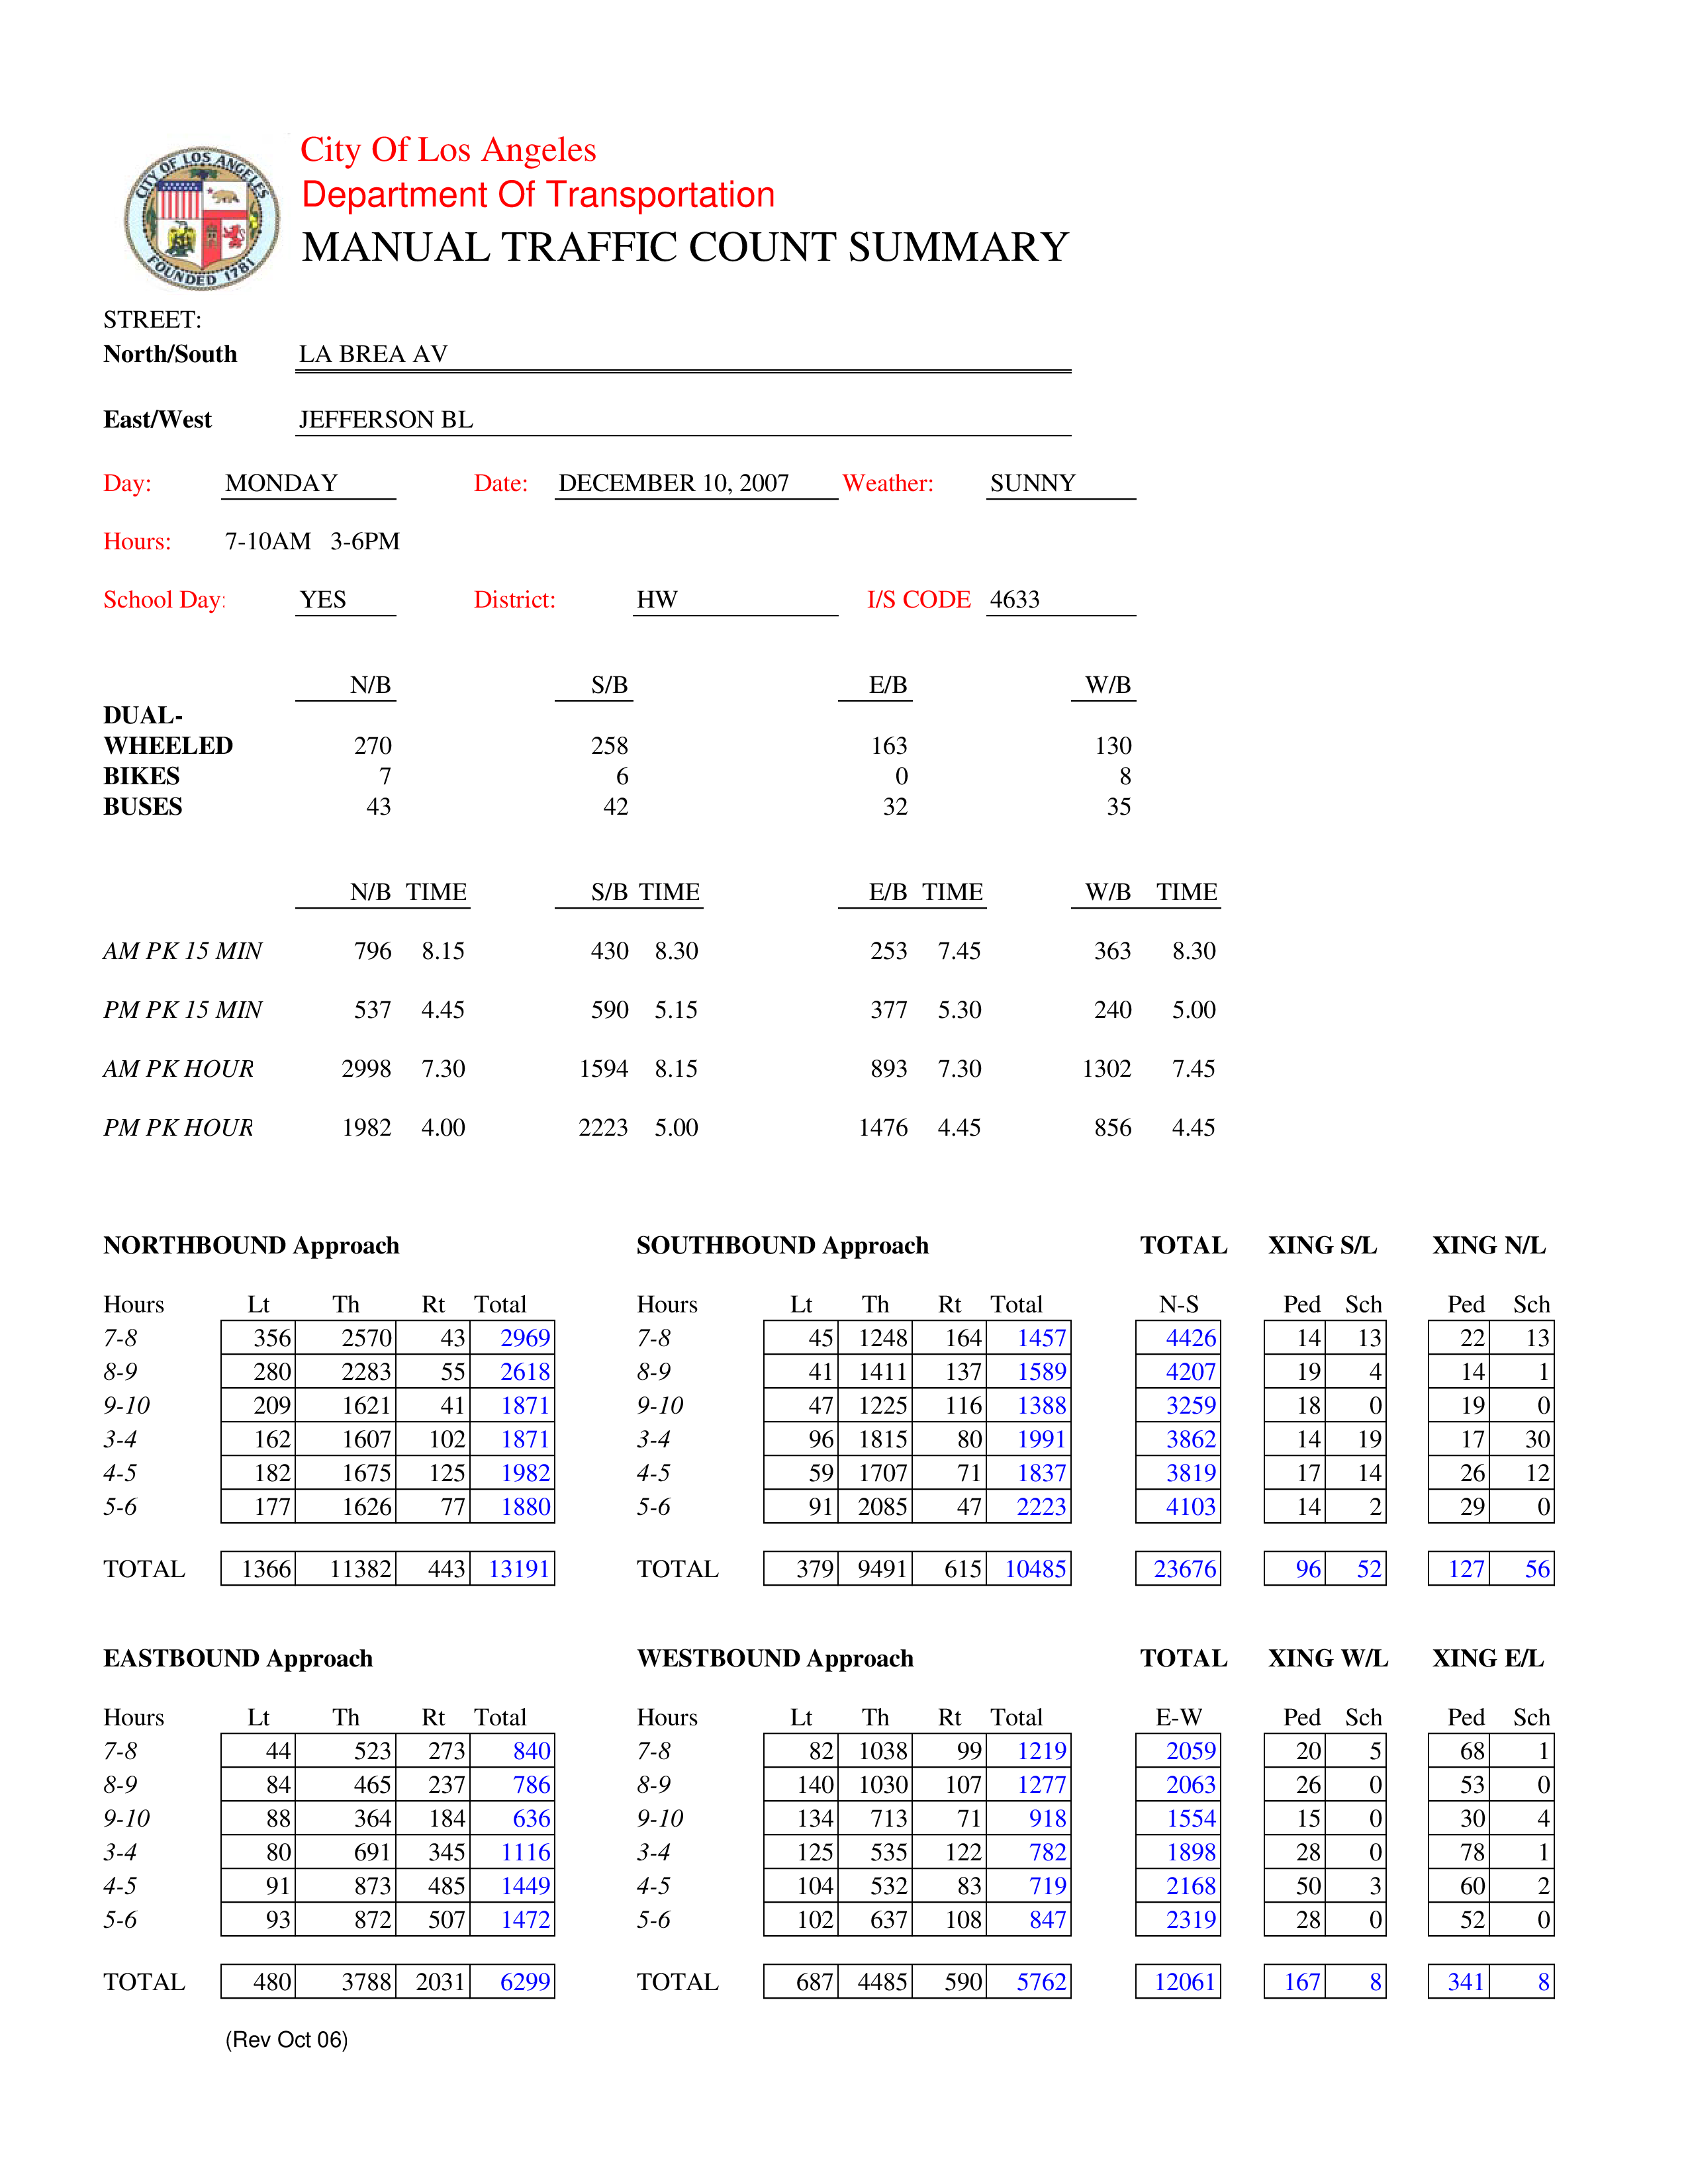 CITY OF LOS ANGELES
FOUNDED 1781
City Of Los Angeles
Department Of Transportation
MANUAL TRAFFIC COUNT SUMMARY
STREET:
North/South LA BREA AV
East/West JEFFERSON BL
Day: MONDAY Date: DECEMBER 10, 2007 Weather: SUNNY
Hours: 7-10AM 3-6PM
School Day: YES District: HW I/S CODE 4633
N/B S/B E/B W/B
DUAL-
WHEELED 270 258 163 130
BIKES 7 6 0 8
BUSES 43 42 32 35
N/B TIME S/B TIME E/B TIME W/B TIME
AM PK 15 MIN 796 8.15 430 8.30 253 7.45 363 8.30
PM PK 15 MIN 537 4.45 590 5.15 377 5.30 240 5.00
AM PK HOUR 2998 7.30 1594 8.15 893 7.30 1302 7.45
PM PK HOUR 1982 4.00 2223 5.00 1476 4.45 856 4.45
NORTHBOUND Approach SOUTHBOUND Approach TOTAL XING S/L XING N/L
Hours Lt Th Rt Total Hours Lt Th Rt Total N-S Ped Sch Ped Sch
7-8 356 2570 43 2969 7-8 45 1248 164 1457 4426 14 13 22 13
8-9 280 2283 55 2618 8-9 41 1411 137 1589 4207 19 4 14 1
9-10 209 1621 41 1871 9-10 47 1225 116 1388 3259 18 0 19 0
3-4 162 1607 102 1871 3-4 96 1815 80 1991 3862 14 19 17 30
4-5 182 1675 125 1982 4-5 59 1707 71 1837 3819 17 14 26 12
5-6 177 1626 77 1880 5-6 91 2085 47 2223 4103 14 2 29 0
TOTAL 1366 11382 443 13191 TOTAL 379 9491 615 10485 23676 96 52 127 56
EASTBOUND Approach WESTBOUND Approach TOTAL XING W/L XING E/L
Hours Lt Th Rt Total Hours Lt Th Rt Total E-W Ped Sch Ped Sch
7-8 44 523 273 840 7-8 82 1038 99 1219 2059 20 5 68 1
8-9 84 465 237 786 8-9 140 1030 107 1277 2063 26 0 53 0
9-10 88 364 184 636 9-10 134 713 71 918 1554 15 0 30 4
3-4 80 691 345 1116 3-4 125 535 122 782 1898 28 0 78 1
4-5 91 873 485 1449 4-5 104 532 83 719 2168 50 3 60 2
5-6 93 872 507 1472 5-6 102 637 108 847 2319 28 0 52 0
TOTAL 480 3788 2031 6299 TOTAL 687 4485 590 5762 12061 167 8 341 8
(Rev Oct 06)